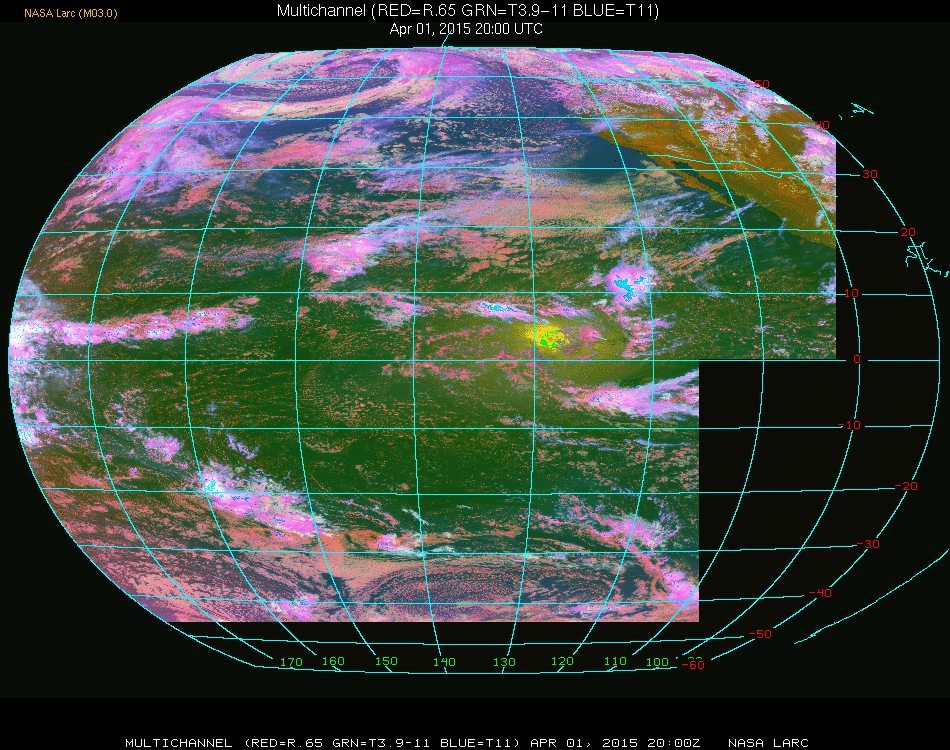 Multichannel (RED=R.65 GRN=T3.9-11 BLUE=T11)
NASA Larc (M03.0)
Apr 01, 2015 20:00 UTC
50
40
30
20
10
0
-10
-20
-30
-40
-50
170 160 150 140 130 120 110 100
-60
MULTICHANNEL (RED=R.65 GRN=T3.9-11 BLUE=T11) APR 01, 2015 20:00Z NASA LARC